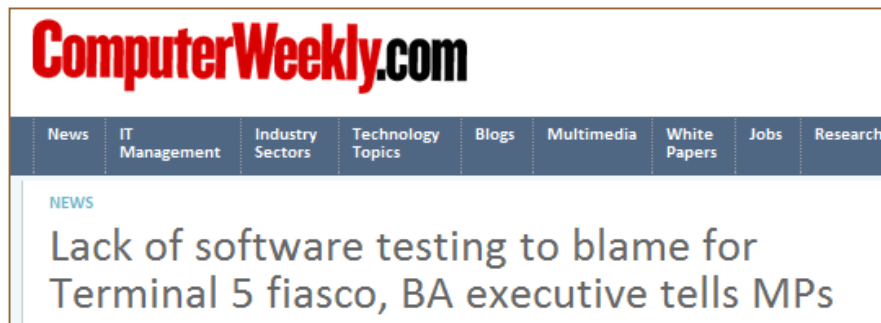 ComputerWeekly.com
News IT Management Industry Sectors Technology Topics Blogs Multimedia White Papers Jobs Research
NEWS
Lack of software testing to blame for
Terminal 5 fiasco, BA executive tells MPs